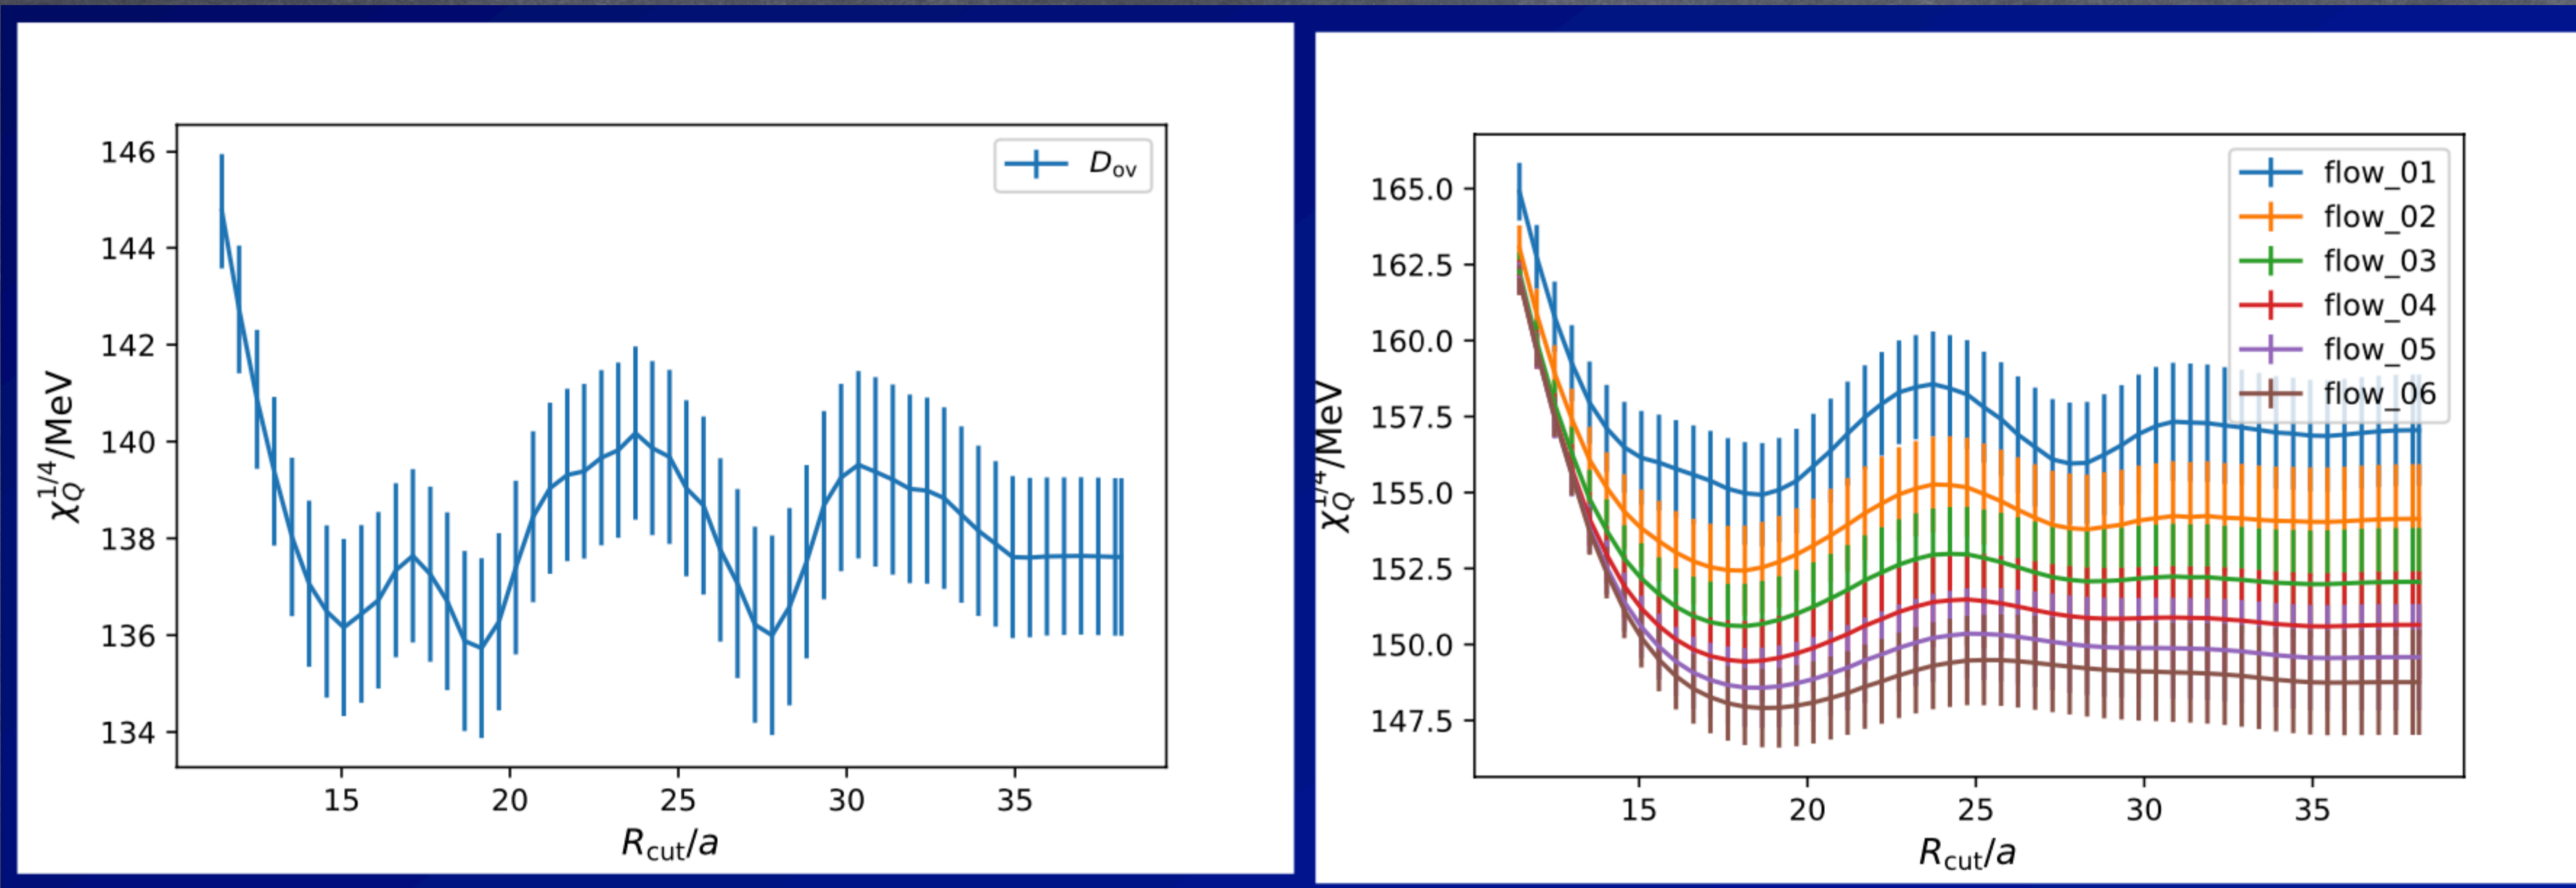 146
144
142
140
138
136
134
χ_Q^{1/4}/MeV
D_ov
15 20 25 30 35
R_cut/a
165.0
162.5
160.0
157.5
155.0
152.5
150.0
147.5
χ_Q^{1/4}/MeV
flow_01
flow_02
flow_03
flow_04
flow_05
flow_06
15 20 25 30 35
R_cut/a